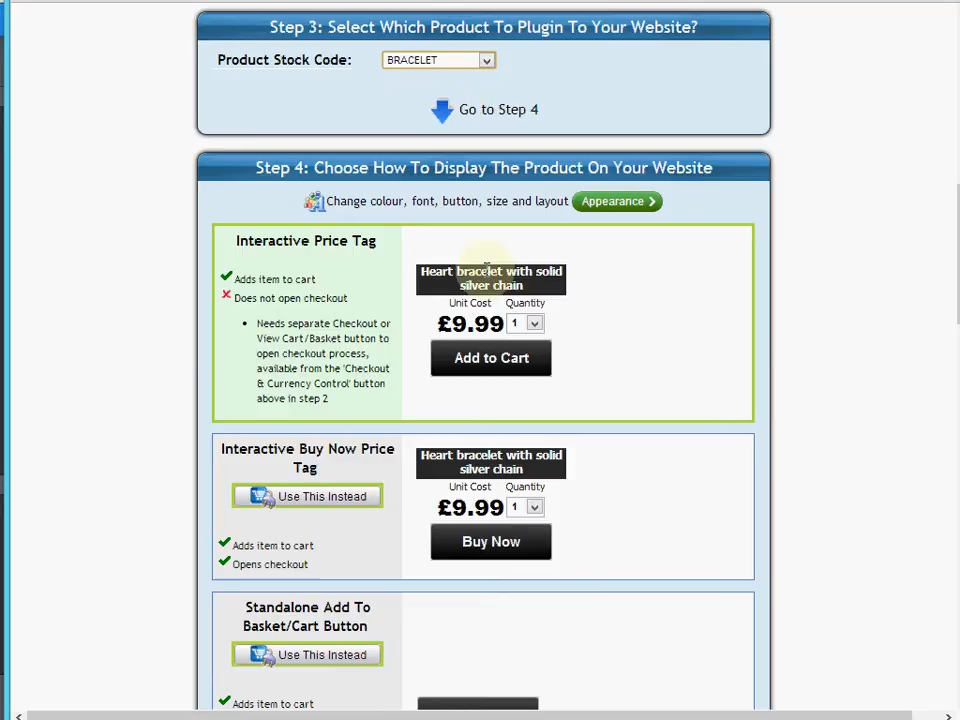 Step 3: Select Which Product To Plugin To Your Website?
Product Stock Code: BRACELET
Go to Step 4
Step 4: Choose How To Display The Product On Your Website
Change colour, font, button, size and layout Appearance
Interactive Price Tag
Adds item to cart
Does not open checkout
Needs separate Checkout or
View Cart/Basket button to
open checkout process,
available from the 'Checkout
& Currency Control' button
above in step 2
Heart bracelet with solid
silver chain
Unit Cost Quantity
£9.99 1
Add to Cart
Interactive Buy Now Price
Tag
Use This Instead
Adds item to cart
Opens checkout
Heart bracelet with solid
silver chain
Unit Cost Quantity
£9.99 1
Buy Now
Standalone Add To
Basket/Cart Button
Use This Instead
Adds item to cart